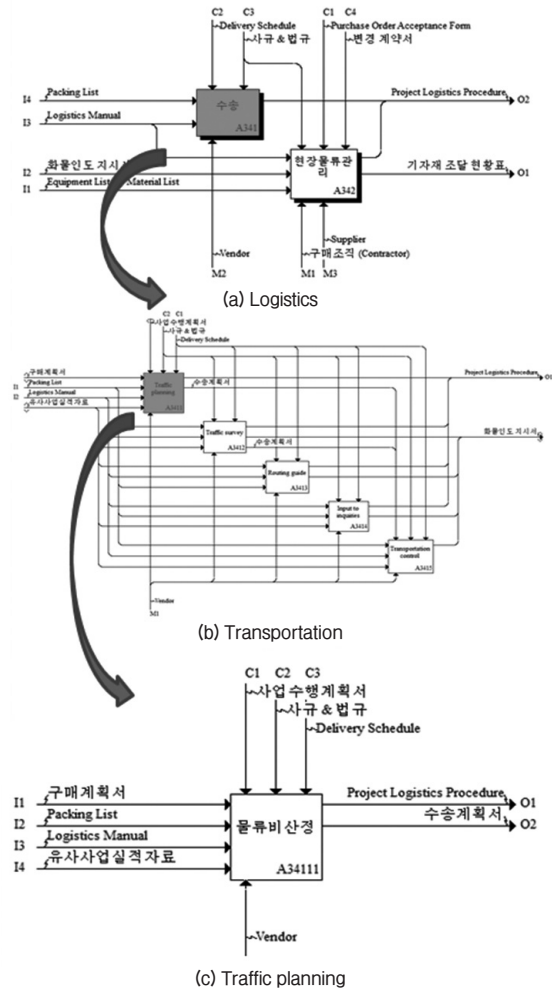 C2 C3 C1 C4
Delivery Schedule
Purchase Order Acceptance Form
사규 & 법규
변경 계약서
I4 Packing List
수송
A341
Project Logistics Procedure O2
I3 Logistics Manual
I2 화물인도 지시서
현장물류관리
A342
기자재 조달 현황표 O1
I1 Equipment List
Material List
Supplier
Vendor
구매조직 (Contractor)
M2 M1 M3
(a) Logistics
C2 C1
사업수행계획서
사규 & 법규
Delivery Schedule
구매계획서
I1 Packing List
I2 Logistics Manual
유사사업실적자료
Traffic planning
A3411
수송계획서
Project Logistics Procedure
화물인도지시서
Traffic survey
A3412
수송계획서
Routing guide
A3413
Input to inquiries
A3414
Transportation control
A3415
Vendor
M1
(b) Transportation
C1 C2 C3
사업수행계획서
사규 & 법규
Delivery Schedule
I1 구매계획서
I2 Packing List
I3 Logistics Manual
I4 유사사업실적자료
물류비산정
A34111
Project Logistics Procedure O1
수송계획서 O2
Vendor
(c) Traffic planning